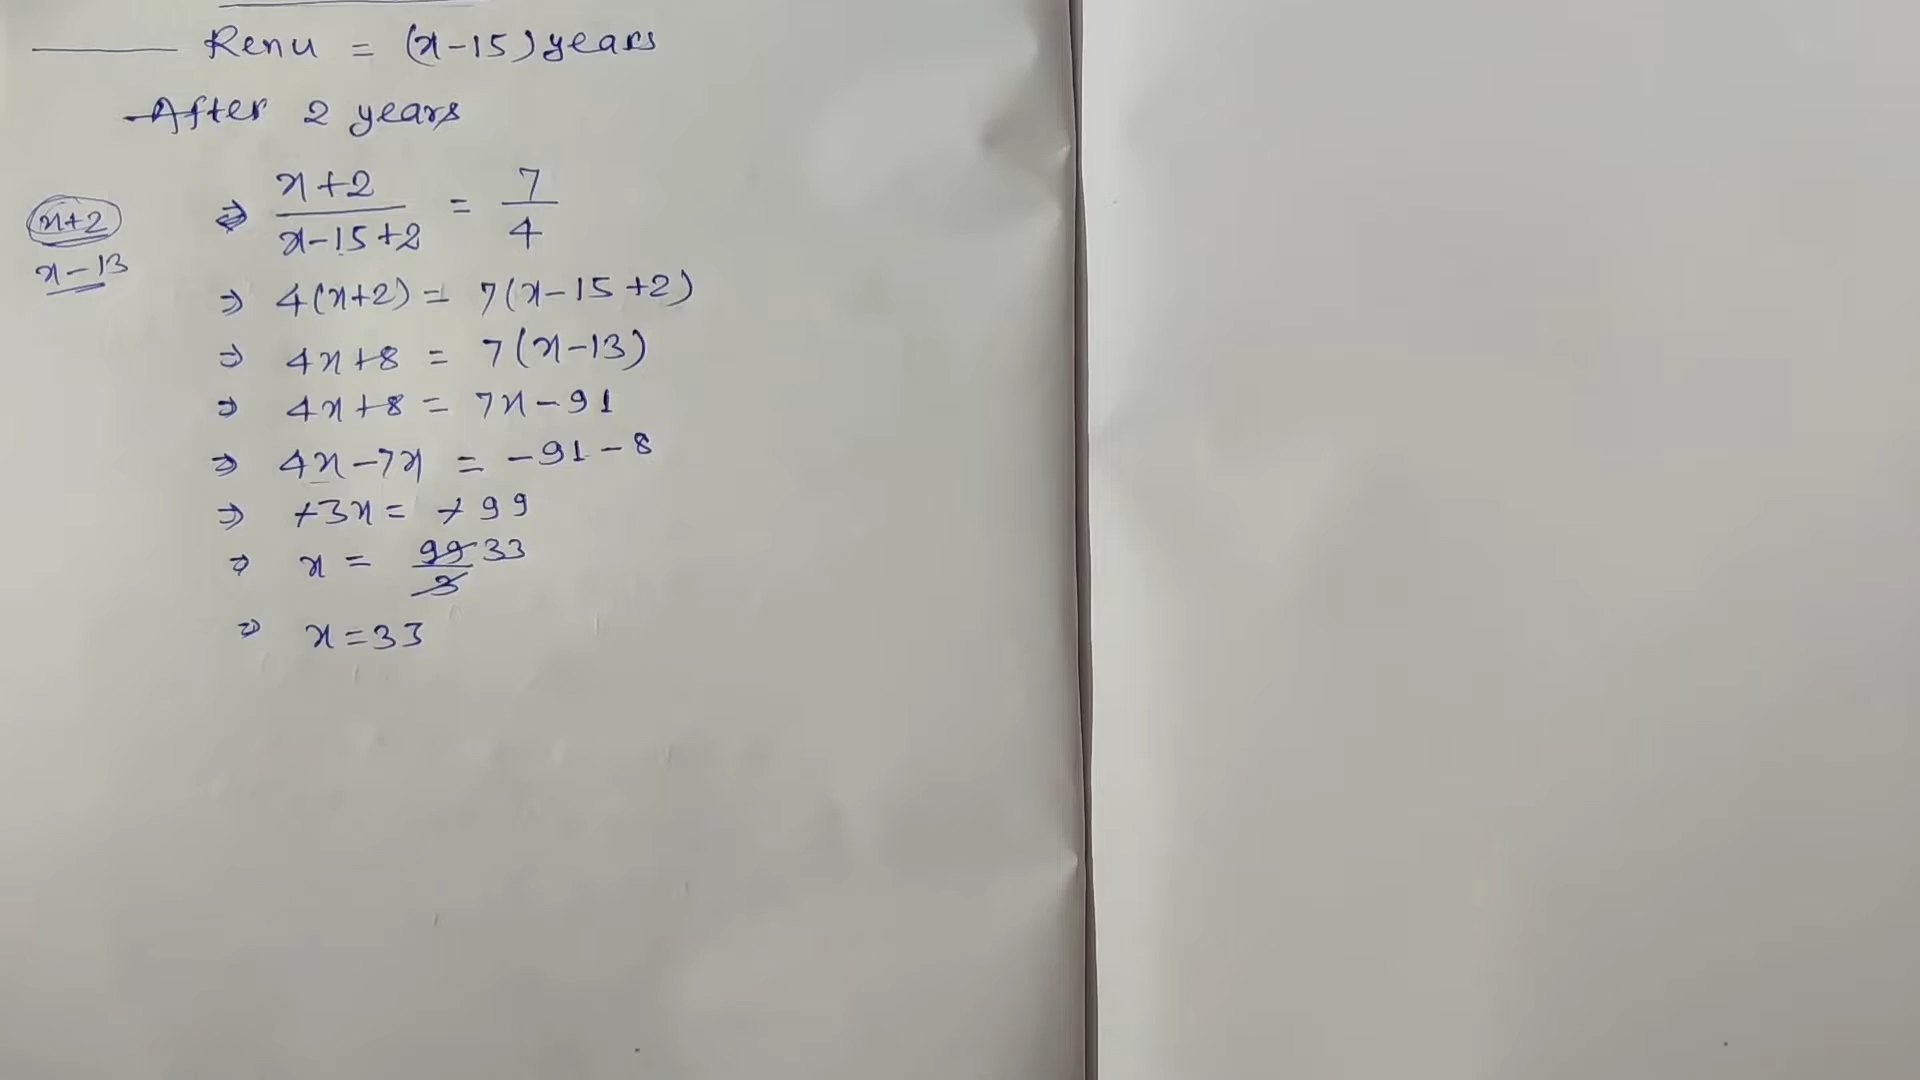 Renu = (x-15) years
After 2 years
x+2
x-13
⇒ x+2/x-15+2 = 7/4
⇒ 4(x+2) = 7(x-15+2)
⇒ 4x+8 = 7(x-13)
⇒ 4x+8 = 7x-91
⇒ 4x-7x = -91-8
⇒ +3x = +99
⇒ x = 99/3 33
⇒ x=33